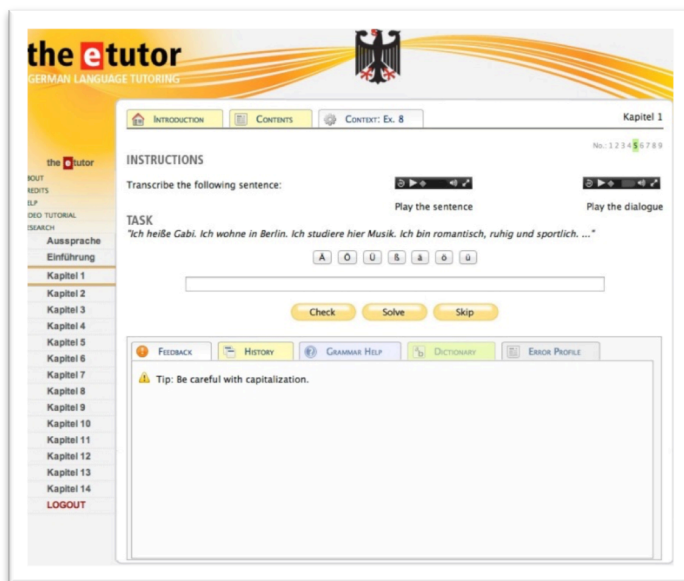 the etutor
GERMAN LANGUAGE TUTORING
INTRODUCTION
CONTENTS
CONTEXT: EX. 8
Kapitel 1
No.: 1 2 3 4 5 6 7 8 9
the etutor
BOUT
REDITS
ELP
DEO TUTORIAL
ESEARCH
Aussprache
Einführung
Kapitel 1
Kapitel 2
Kapitel 3
Kapitel 4
Kapitel 5
Kapitel 6
Kapitel 7
Kapitel 8
Kapitel 9
Kapitel 10
Kapitel 11
Kapitel 12
Kapitel 13
Kapitel 14
LOGOUT
INSTRUCTIONS
Transcribe the following sentence:
Play the sentence
Play the dialogue
TASK
"Ich heiße Gabi. Ich wohne in Berlin. Ich studiere hier Musik. Ich bin romantisch, ruhig und sportlich. ..."
Ä Ö Ü ß ä ö ü
Check Solve Skip
FEEDBACK
HISTORY
GRAMMAR HELP
DICTIONARY
ERROR PROFILE
Tip: Be careful with capitalization.